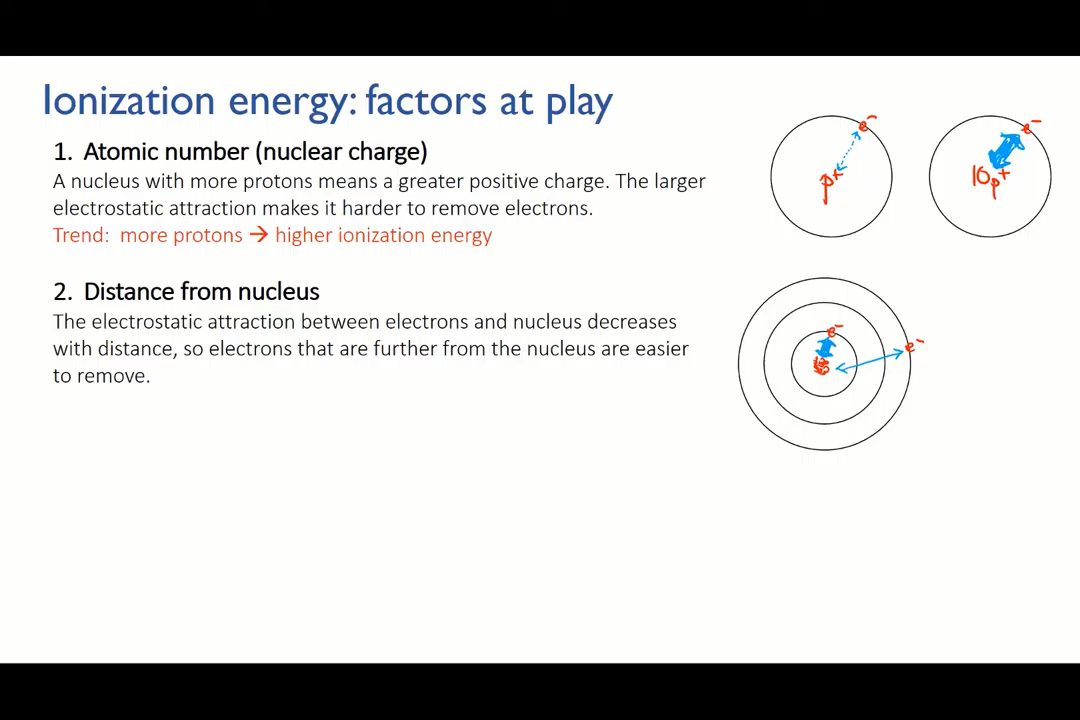 Ionization energy: factors at play
1. Atomic number (nuclear charge)
A nucleus with more protons means a greater positive charge. The larger
electrostatic attraction makes it harder to remove electrons.
Trend: more protons → higher ionization energy
e⁻
p⁺
e⁻
10p⁺
2. Distance from nucleus
The electrostatic attraction between electrons and nucleus decreases
with distance, so electrons that are further from the nucleus are easier
to remove.
e⁻
e⁻